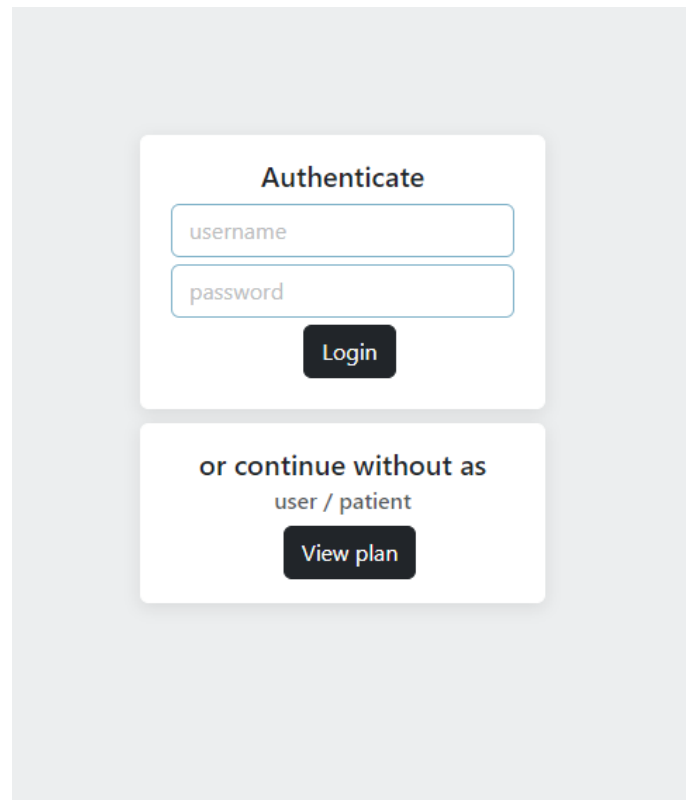 Authenticate
username
password
Login
or continue without as
user / patient
View plan